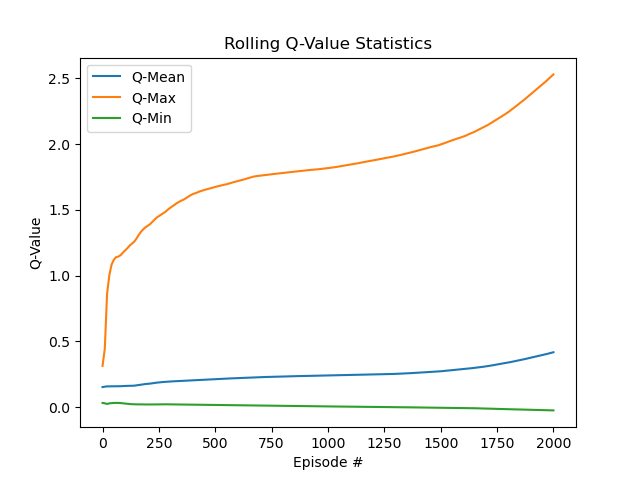 Rolling Q-Value Statistics
Q-Mean
Q-Max
Q-Min
Q-Value
2.5
2.0
1.5
1.0
0.5
0.0
0 250 500 750 1000 1250 1500 1750 2000
Episode #